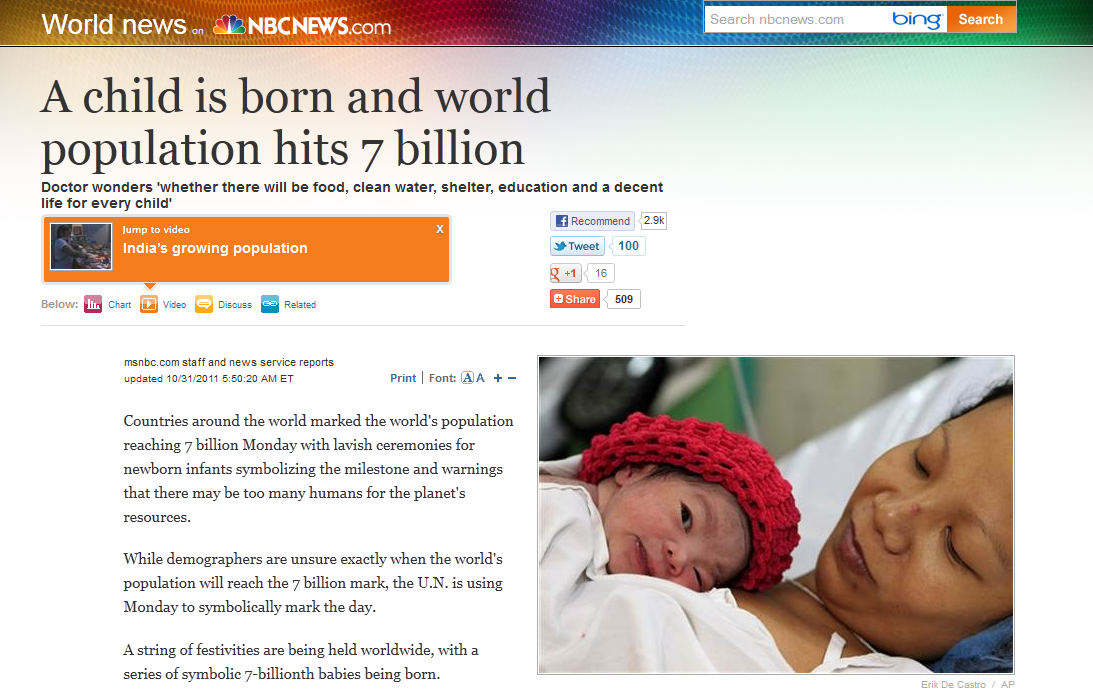 World news on NBCNEWS.com
Search nbcnews.com bing Search
A child is born and world
population hits 7 billion
Doctor wonders 'whether there will be food, clean water, shelter, education and a decent
life for every child'
Jump to video X
India's growing population
Recommend 2.9k
Tweet 100
+1 16
Share 509
Below: Chart Video Discuss Related
msnbc.com staff and news service reports
updated 10/31/2011 5:50:20 AM ET
Print | Font: A A + −
Countries around the world marked the world's population
reaching 7 billion Monday with lavish ceremonies for
newborn infants symbolizing the milestone and warnings
that there may be too many humans for the planet's
resources.
While demographers are unsure exactly when the world's
population will reach the 7 billion mark, the U.N. is using
Monday to symbolically mark the day.
A string of festivities are being held worldwide, with a
series of symbolic 7-billionth babies being born.
Erik De Castro / AP